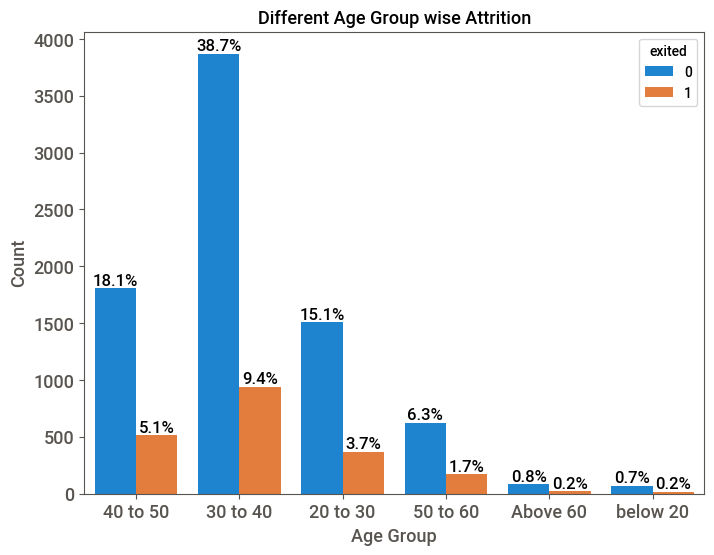 Different Age Group wise Attrition
exited
0
1
Count
4000
3500
3000
2500
2000
1500
1000
500
0
18.1%
5.1%
38.7%
9.4%
15.1%
3.7%
6.3%
1.7%
0.8%
0.2%
0.7%
0.2%
40 to 50
30 to 40
20 to 30
50 to 60
Above 60
below 20
Age Group